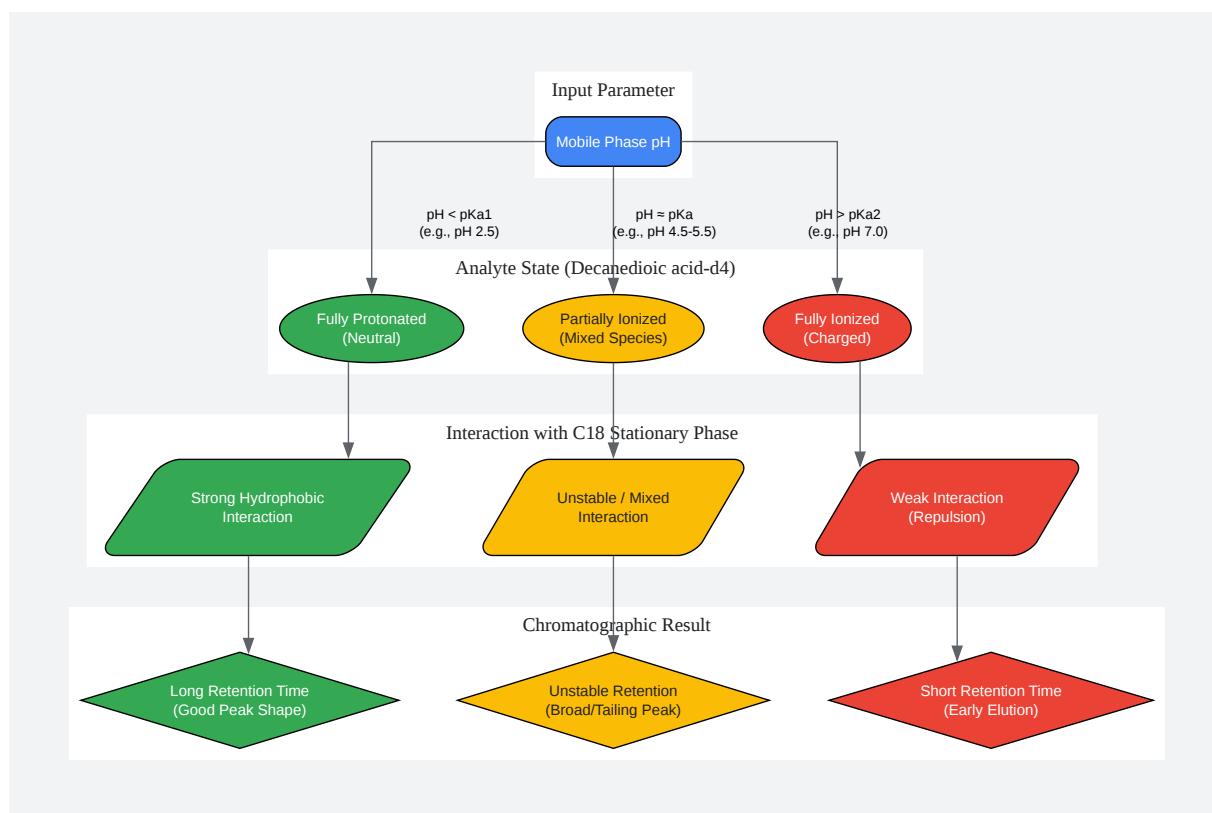 Input Parameter
Mobile Phase pH
pH < pKa1
(e.g., pH 2.5)
pH ≈ pKa
(e.g., pH 4.5-5.5)
pH > pKa2
(e.g., pH 7.0)
Analyte State (Decanedioic acid-d4)
Fully Protonated
(Neutral)
Partially Ionized
(Mixed Species)
Fully Ionized
(Charged)
Interaction with C18 Stationary Phase
Strong Hydrophobic
Interaction
Unstable / Mixed
Interaction
Weak Interaction
(Repulsion)
Chromatographic Result
Long Retention Time
(Good Peak Shape)
Unstable Retention
(Broad/Tailing Peak)
Short Retention Time
(Early Elution)